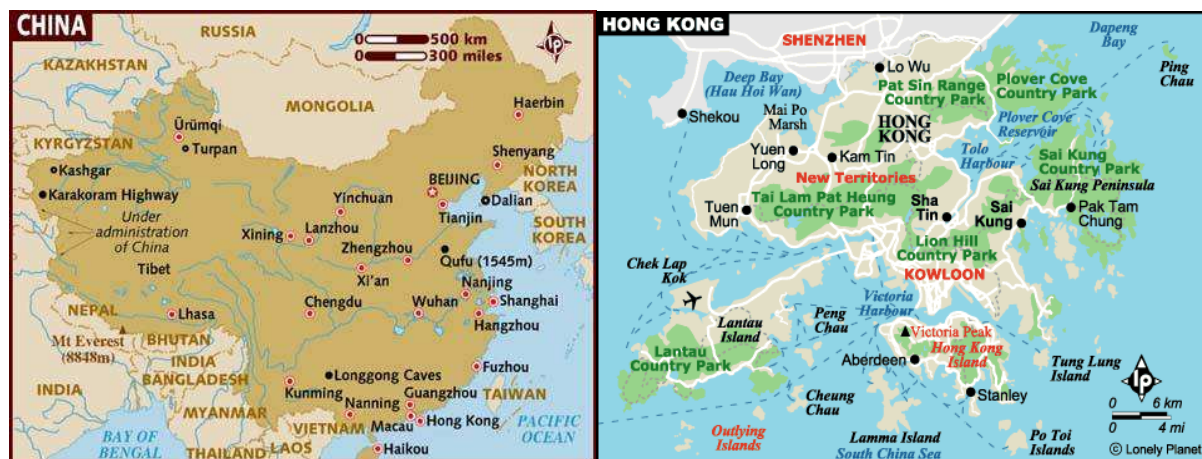 CHINA
RUSSIA
0 500 km
0 300 miles
lp
KAZAKHSTAN
MONGOLIA
Haerbin
Ürümqi
Turpan
KYRGYZSTAN
Shenyang
Kashgar
BEIJING
NORTH
KOREA
Karakoram Highway
Yinchuan
Dalian
Tianjin
Under
administration
of China
SOUTH
KOREA
Xining
Lanzhou
Zhengzhou
Qufu (1545m)
Tibet
Xi'an
Nanjing
NEPAL
Lhasa
Chengdu
Wuhan
Shanghai
Hangzhou
Mt Everest
(8848m)
BHUTAN
INDIA
BANGLADESH
INDIA
Longgong Caves
Fuzhou
Kunming
Guangzhou
TAIWAN
MYANMAR
Nanning
Macau
Hong Kong
PACIFIC
OCEAN
BAY OF
BENGAL
VIETNAM
LAOS
THAILAND
Haikou
HONG KONG
SHENZHEN
Dapeng
Bay
Lo Wu
Ping
Chau
Deep Bay
(Hau Hoi Wan)
Pat Sin Range
Country Park
Plover Cove
Country Park
Shekou
Mai Po
Marsh
HONG
KONG
Plover Cove
Reservoir
Yuen
Long
Kam Tin
Tolo
Harbour
Sai Kung
Country Park
New Territories
Sai Kung Peninsula
Tuen
Mun
Tai Lam Pat Heung
Country Park
Sha
Tin
Sai
Kung
Pak Tam
Chung
Lion Hill
Country Park
Chek Lap
Kok
KOWLOON
Victoria
Harbour
Lantau
Island
Peng
Chau
Victoria Peak
Hong Kong
Island
Lantau
Country Park
Aberdeen
Tung Lung
Island
lp
Cheung
Chau
Stanley
0 6 km
0 4 mi
Outlying
Islands
Lamma Island
South China Sea
Po Toi
Islands
© Lonely Planet